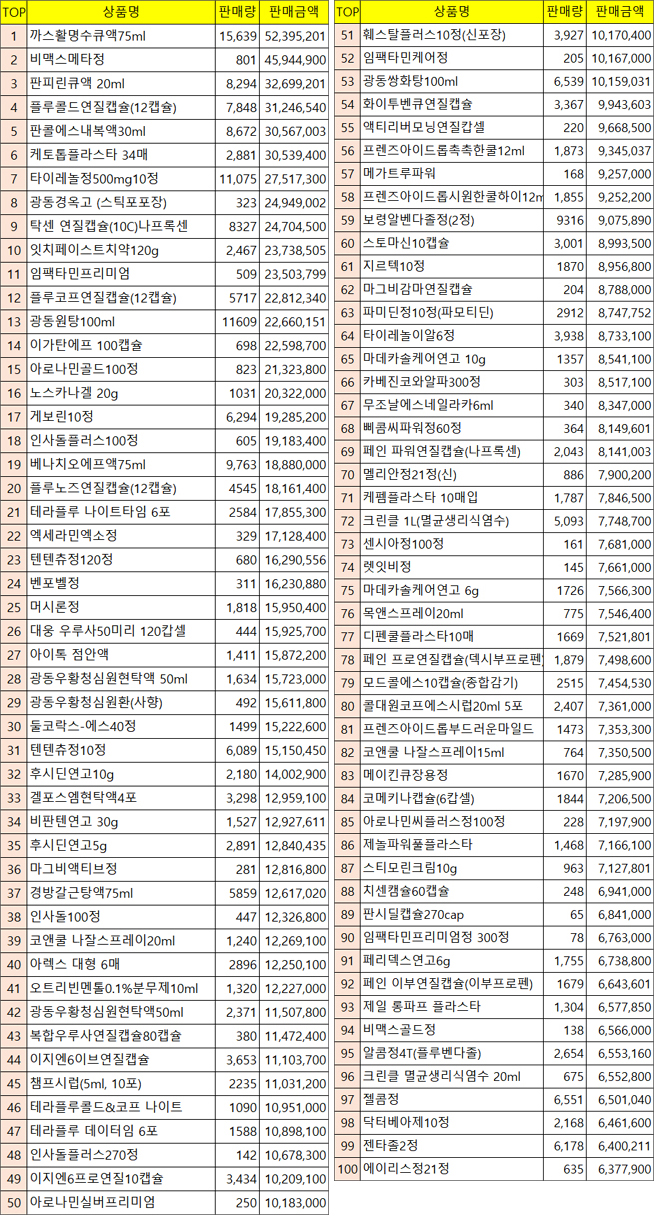 TOP 상품명 판매량 판매금액
1 까스활명수큐액75ml 15,639 52,395,201
2 비맥스메타정 801 45,944,900
3 판피린큐액 20ml 8,294 32,699,201
4 플루콜드연질캡슐(12캡슐) 7,848 31,246,540
5 판콜에스내복액30ml 8,672 30,567,003
6 케토톱플라스타 34매 2,881 30,539,400
7 타이레놀정500mg10정 11,075 27,517,300
8 광동경옥고 (스틱포포장) 323 24,949,002
9 탁센 연질캡슐(10C)나프록센 8327 24,704,500
10 잇치페이스트치약120g 2,467 23,738,505
11 임팩타민프리미엄 509 23,503,799
12 플루코프연질캡슐(12캡슐) 5717 22,812,340
13 광동원탕100ml 11609 22,660,151
14 이가탄에프 100캡슐 698 22,598,700
15 아로나민골드100정 823 21,323,800
16 노스카나겔 20g 1031 20,322,000
17 게보린10정 6,294 19,285,200
18 인사돌플러스100정 605 19,183,400
19 베나치오에프액75ml 9,763 18,880,000
20 플루노즈연질캡슐(12캡슐) 4545 18,161,400
21 테라플루 나이트타임 6포 2584 17,855,300
22 엑세라민엑소정 329 17,128,400
23 텐텐츄정120정 680 16,290,556
24 벤포벨정 311 16,230,880
25 머시론정 1,818 15,950,400
26 대웅 우루사50미리 120캅셀 444 15,925,700
27 아이톡 점안액 1,411 15,872,200
28 광동우황청심원현탁액 50ml 1,634 15,723,000
29 광동우황청심원환(사향) 492 15,611,800
30 둘코락스-에스40정 1499 15,222,600
31 텐텐츄정10정 6,089 15,150,450
32 후시딘연고10g 2,180 14,002,900
33 겔포스엠현탁액4포 3,298 12,959,100
34 비판텐연고 30g 1,527 12,927,611
35 후시딘연고5g 2,891 12,840,435
36 마그비액티브정 281 12,816,800
37 경방갈근탕액75ml 5859 12,617,020
38 인사돌100정 447 12,326,800
39 코앤쿨 나잘스프레이20ml 1,240 12,269,100
40 아렉스 대형 6매 2896 12,250,100
41 오트리빈멘톨0.1%분무제10ml 1,320 12,227,000
42 광동우황청심원현탁액50ml 2,371 11,507,800
43 복합우루사연질캡슐80캡슐 380 11,472,400
44 이지엔6이브연질캡슐 3,653 11,103,700
45 챔프시럽(5ml, 10포) 2235 11,031,200
46 테라플루콜드&코프 나이트 1090 10,951,000
47 테라플루 데이타임 6포 1588 10,898,100
48 인사돌플러스270정 142 10,678,300
49 이지엔6프로연질10캡슐 3,434 10,209,100
50 아로나민실버프리미엄 250 10,183,000
TOP 상품명 판매량 판매금액
51 훼스탈플러스10정(신포장) 3,927 10,170,400
52 임팩타민케어정 205 10,167,000
53 광동쌍화탕100ml 6,539 10,159,031
54 화이투벤큐연질캡슐 3,367 9,943,603
55 액티리버모닝연질캅셀 220 9,668,500
56 프렌즈아이드롭촉촉한쿨12ml 1,873 9,345,037
57 메가트루파워 168 9,257,000
58 프렌즈아이드롭시원한쿨하이12m 1,855 9,252,200
59 보령알벤다졸정(2정) 9316 9,075,890
60 스토마신10캡슐 3,001 8,993,500
61 지르텍10정 1870 8,956,800
62 마그비감마연질캡슐 204 8,788,000
63 파미딘정10정(파모티딘) 2912 8,747,752
64 타이레놀이알6정 3,938 8,733,100
65 마데카솔케어연고 10g 1357 8,541,100
66 카베진코와알파300정 303 8,517,100
67 무조날에스네일라카6ml 340 8,347,000
68 삐콤씨파워정60정 364 8,149,601
69 페인 파워연질캡슐(나프록센) 2,043 8,141,003
70 멜리안정21정(신) 886 7,900,200
71 케펨플라스타 10매입 1,787 7,846,500
72 크린클 1L(멸균생리식염수) 5,093 7,748,700
73 센시아정100정 161 7,681,000
74 렛잇비정 145 7,661,000
75 마데카솔케어연고 6g 1726 7,566,300
76 목앤스프레이20ml 775 7,546,400
77 디펜쿨플라스타10매 1669 7,521,801
78 페인 프로연질캡슐(덱시부프로펜) 1,879 7,498,600
79 모드콜에스10캡슐(종합감기) 2515 7,454,530
80 콜대원코프에스시럽20ml 5포 2,407 7,361,000
81 프렌즈아이드롭부드러운마일드 1473 7,353,300
82 코앤쿨 나잘스프레이15ml 764 7,350,500
83 메이킨큐장용정 1670 7,285,900
84 코메키나캡슐(6캅셀) 1844 7,206,500
85 아로나민씨플러스정100정 228 7,197,900
86 제놀파워풀플라스타 1,468 7,166,100
87 스티모린크림10g 963 7,127,801
88 치센캠슐60캡슐 248 6,941,000
89 판시딜캡슐270cap 65 6,841,000
90 임팩타민프리미엄정 300정 78 6,763,000
91 페리덱스연고6g 1,755 6,738,800
92 페인 이부연질캡슐(이부프로펜) 1679 6,643,601
93 제일 롱파프 플라스타 1,304 6,577,850
94 비맥스골드정 138 6,566,000
95 알콤정4T(플루벤다졸) 2,654 6,553,160
96 크린클 멸균생리식염수 20ml 675 6,552,800
97 젤콤정 6,551 6,501,040
98 닥터베아제10정 2,168 6,461,600
99 젠타졸2정 6,178 6,400,211
100 에이리스정21정 635 6,377,900